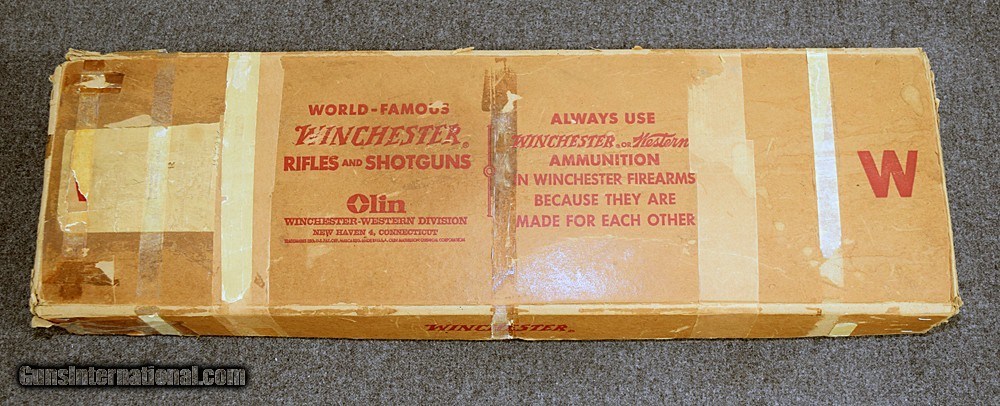 WORLD-FAMOUS
WINCHESTER®
RIFLES AND SHOTGUNS
Olin
WINCHESTER-WESTERN DIVISION
NEW HAVEN 4, CONNECTICUT
ALWAYS USE
WINCHESTER® OR Western
AMMUNITION
IN WINCHESTER FIREARMS
BECAUSE THEY ARE
MADE FOR EACH OTHER
W
WINCHESTER®
GunsInternational.com